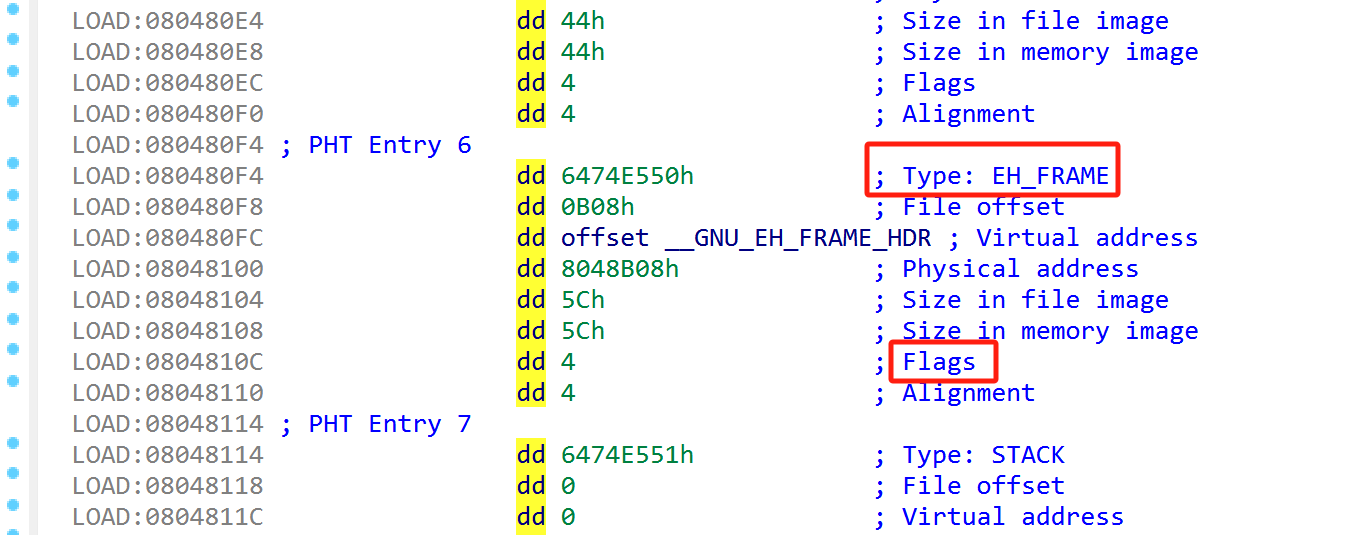 LOAD:080480E4 dd 44h ; Size in file image
LOAD:080480E8 dd 44h ; Size in memory image
LOAD:080480EC dd 4 ; Flags
LOAD:080480F0 dd 4 ; Alignment
LOAD:080480F4 ; PHT Entry 6
LOAD:080480F4 dd 6474E550h ; Type: EH_FRAME
LOAD:080480F8 dd 0B08h ; File offset
LOAD:080480FC dd offset __GNU_EH_FRAME_HDR ; Virtual address
LOAD:08048100 dd 8048B08h ; Physical address
LOAD:08048104 dd 5Ch ; Size in file image
LOAD:08048108 dd 5Ch ; Size in memory image
LOAD:0804810C dd 4 ; Flags
LOAD:08048110 dd 4 ; Alignment
LOAD:08048114 ; PHT Entry 7
LOAD:08048114 dd 6474E551h ; Type: STACK
LOAD:08048118 dd 0 ; File offset
LOAD:0804811C dd 0 ; Virtual address